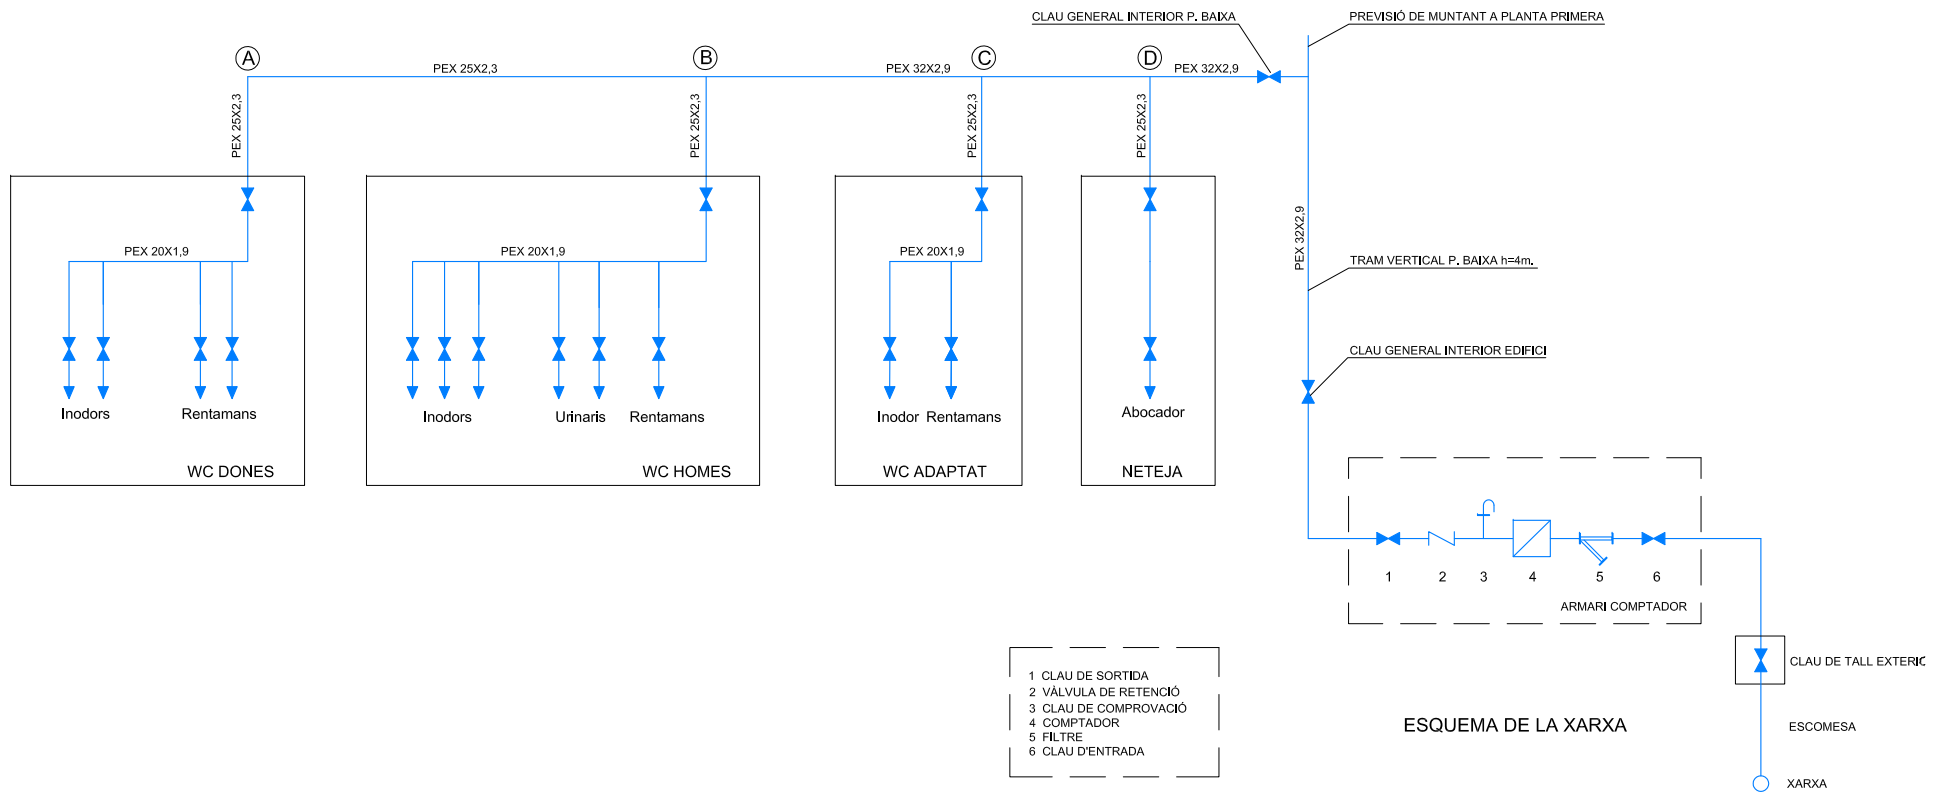 CLAU GENERAL INTERIOR P. BAIXA
PREVISIÓ DE MUNTANT A PLANTA PRIMERA
A
B
C
D
PEX 25X2,3
PEX 32X2,9
PEX 32X2,9
PEX 25X2,3
PEX 25X2,3
PEX 25X2,3
PEX 25X2,3
PEX 32X2,9
PEX 20X1,9
PEX 20X1,9
PEX 20X1,9
TRAM VERTICAL P. BAIXA h=4m.
CLAU GENERAL INTERIOR EDIFICI
Inodors
Rentamans
WC DONES
Inodors
Urinaris
Rentamans
WC HOMES
Inodor
Rentamans
WC ADAPTAT
Abocador
NETEJA
1
2
3
4
5
6
ARMARI COMPTADOR
CLAU DE TALL
ESCOMESA
XARXA
1 CLAU DE SORTIDA
2 VÀLVULA DE RETENCIÓ
3 CLAU DE COMPROVACIÓ
4 COMPTADOR
5 FILTRE
6 CLAU D'ENTRADA
ESQUEMA DE LA XARXA